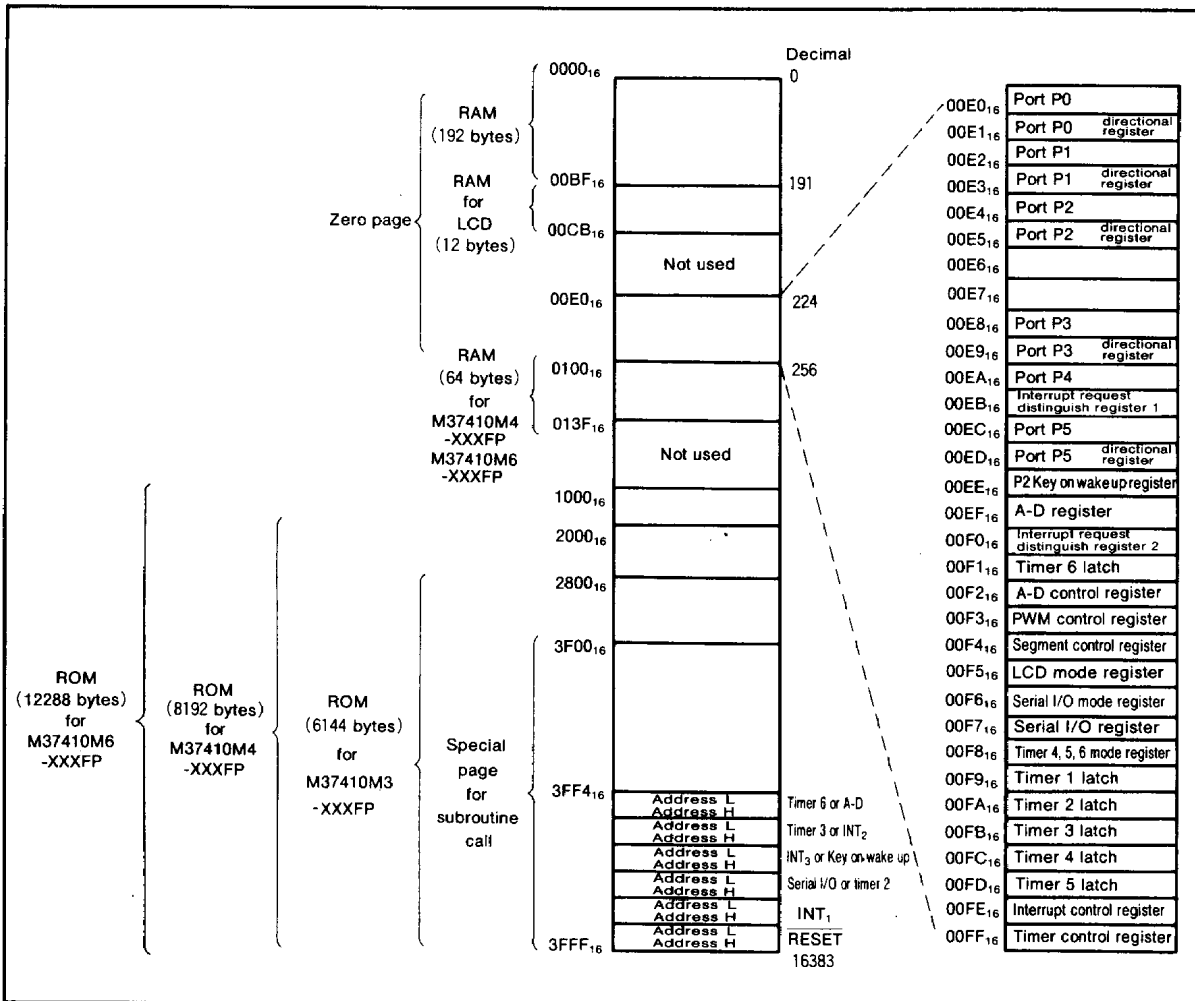 Decimal
0000₁₆
0
RAM
(192 bytes)
00BF₁₆
191
RAM
for
LCD
(12 bytes)
Zero page
00CB₁₆
Not used
00E0₁₆
224
RAM
(64 bytes)
for
M37410M4
-XXXFP
M37410M6
-XXXFP
0100₁₆
256
013F₁₆
Not used
1000₁₆
2000₁₆
2800₁₆
3F00₁₆
ROM
(12288 bytes)
for
M37410M6
-XXXFP
ROM
(8192 bytes)
for
M37410M4
-XXXFP
ROM
(6144 bytes)
for
M37410M3
-XXXFP
Special
page
for
subroutine
call
3FF4₁₆
Address L
Address H
Timer 6 or A-D
Address L
Address H
Timer 3 or INT₂
Address L
Address H
INT₃ or Key on wake up
Address L
Address H
Serial I/O or timer 2
Address L
Address H
INT₁
Address L
Address H
RESET
3FFF₁₆
16383
00E0₁₆ Port P0
00E1₁₆ Port P0 directional register
00E2₁₆ Port P1
00E3₁₆ Port P1 directional register
00E4₁₆ Port P2
00E5₁₆ Port P2 directional register
00E6₁₆
00E7₁₆
00E8₁₆ Port P3
00E9₁₆ Port P3 directional register
00EA₁₆ Port P4
00EB₁₆ Interrupt request distinguish register 1
00EC₁₆ Port P5
00ED₁₆ Port P5 directional register
00EE₁₆ P2 Key on wake up register
00EF₁₆ A-D register
00F0₁₆ Interrupt request distinguish register 2
00F1₁₆ Timer 6 latch
00F2₁₆ A-D control register
00F3₁₆ PWM control register
00F4₁₆ Segment control register
00F5₁₆ LCD mode register
00F6₁₆ Serial I/O mode register
00F7₁₆ Serial I/O register
00F8₁₆ Timer 4, 5, 6 mode register
00F9₁₆ Timer 1 latch
00FA₁₆ Timer 2 latch
00FB₁₆ Timer 3 latch
00FC₁₆ Timer 4 latch
00FD₁₆ Timer 5 latch
00FE₁₆ Interrupt control register
00FF₁₆ Timer control register